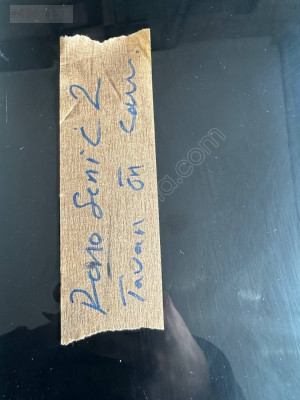 Reno Senic 2
Tavan ön Cam.